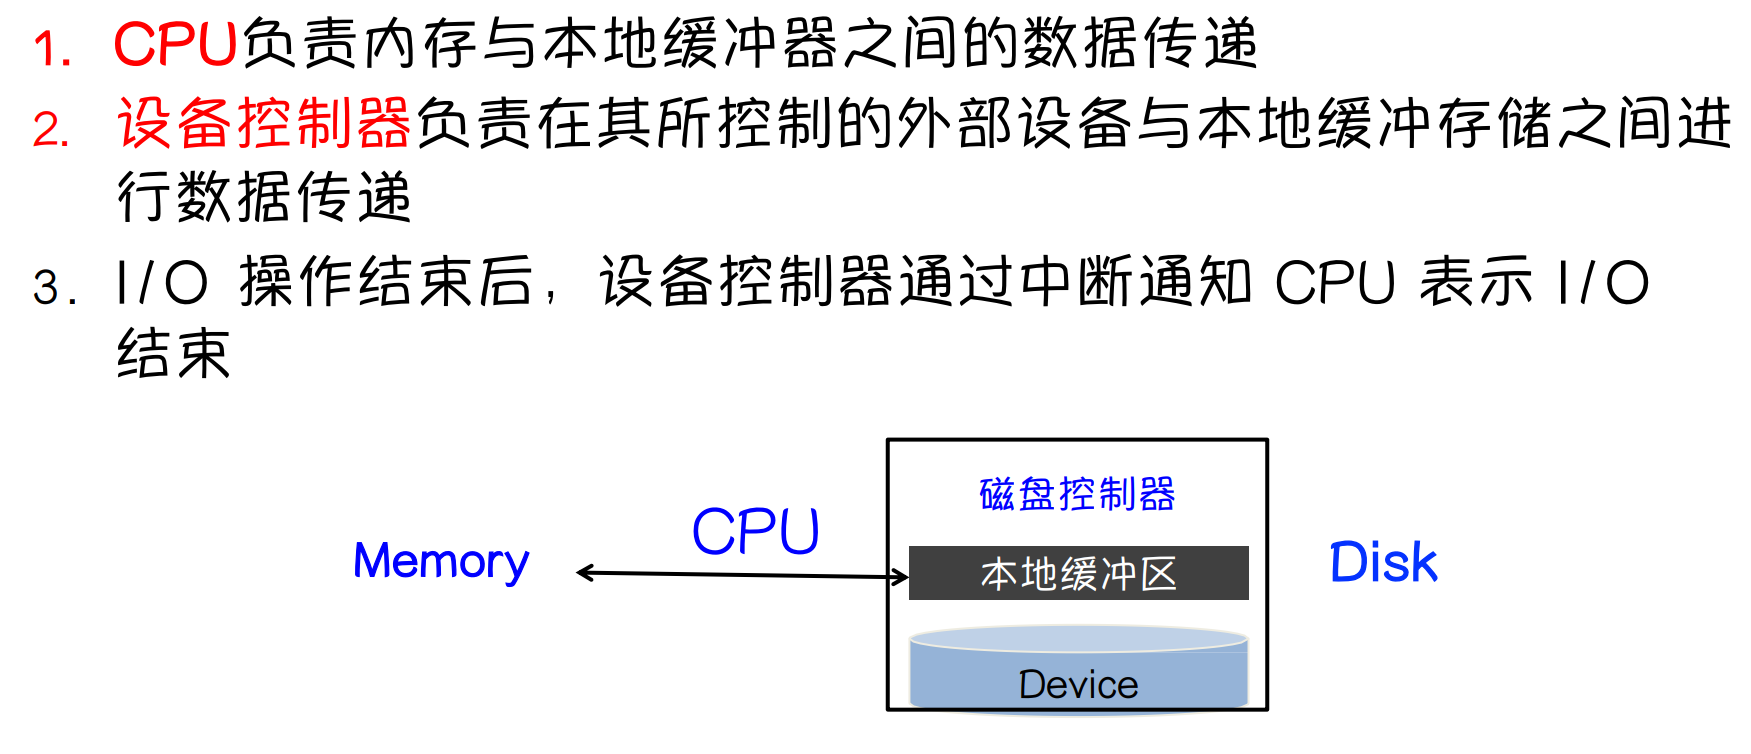 1. CPU负责内存与本地缓冲器之间的数据传递
2. 设备控制器负责在其所控制的外部设备与本地缓冲存储之间进
行数据传递
3. I/O 操作结束后，设备控制器通过中断通知 CPU 表示 I/O
结束
磁盘控制器
CPU
Memory
本地缓冲区
Disk
Device